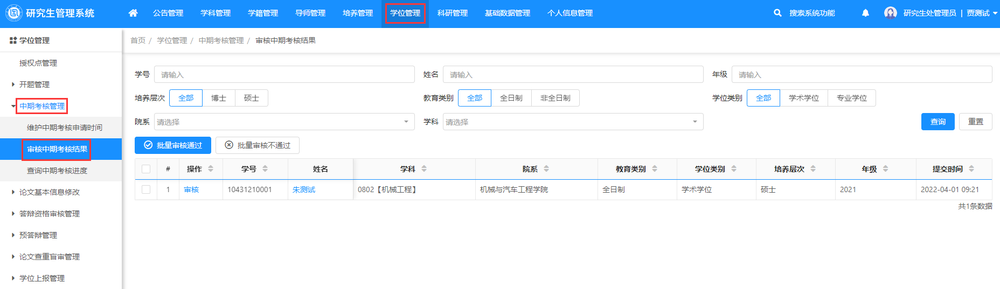 研究生管理系统 公告管理 学科管理 学籍管理 导师管理 培养管理 学位管理 科研管理 基础数据管理 个人信息管理 搜索系统功能 研究生处管理员 | 贾测试
学位管理
授权点管理
开题管理
中期考核管理
维护中期考核申请时间
审核中期考核结果
查询中期考核进度
论文基本信息修改
答辩资格审核管理
预答辩管理
论文查重盲审管理
学位上报管理
首页 / 学位管理 / 中期考核管理 / 审核中期考核结果
学号 请输入 姓名 请输入 年级 请输入
培养层次 全部 博士 硕士 教育类别 全部 全日制 非全日制 学位类别 全部 学术学位 专业学位
院系 请选择 学科 请选择 查询 重置
批量审核通过 批量审核不通过
# 操作 学号 姓名 学科 院系 教育类别 学位类别 培养层次 年级 提交时间
1 审核 10431210001 朱测试 0802【机械工程】 机械与汽车工程学院 全日制 学术学位 硕士 2021 2022-04-01 09:21
共1条数据